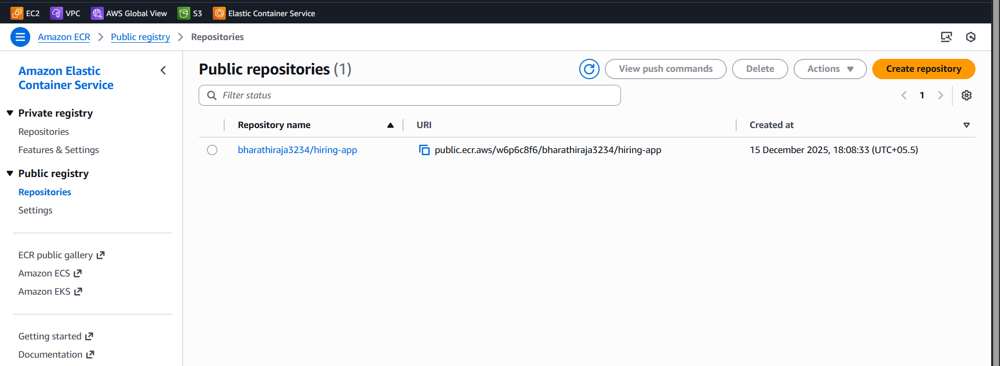 EC2 VPC AWS Global View S3 Elastic Container Service
Amazon ECR Public registry Repositories
Amazon Elastic
Container Service
Private registry
Repositories
Features & Settings
Public registry
Repositories
Settings
ECR public gallery
Amazon ECS
Amazon EKS
Getting started
Documentation
Public repositories (1)
View push commands Delete Actions Create repository
Filter status
1
Repository name URI Created at
bharathiraja3234/hiring-app public.ecr.aws/w6p6c8f6/bharathiraja3234/hiring-app 15 December 2025, 18:08:33 (UTC+05.5)